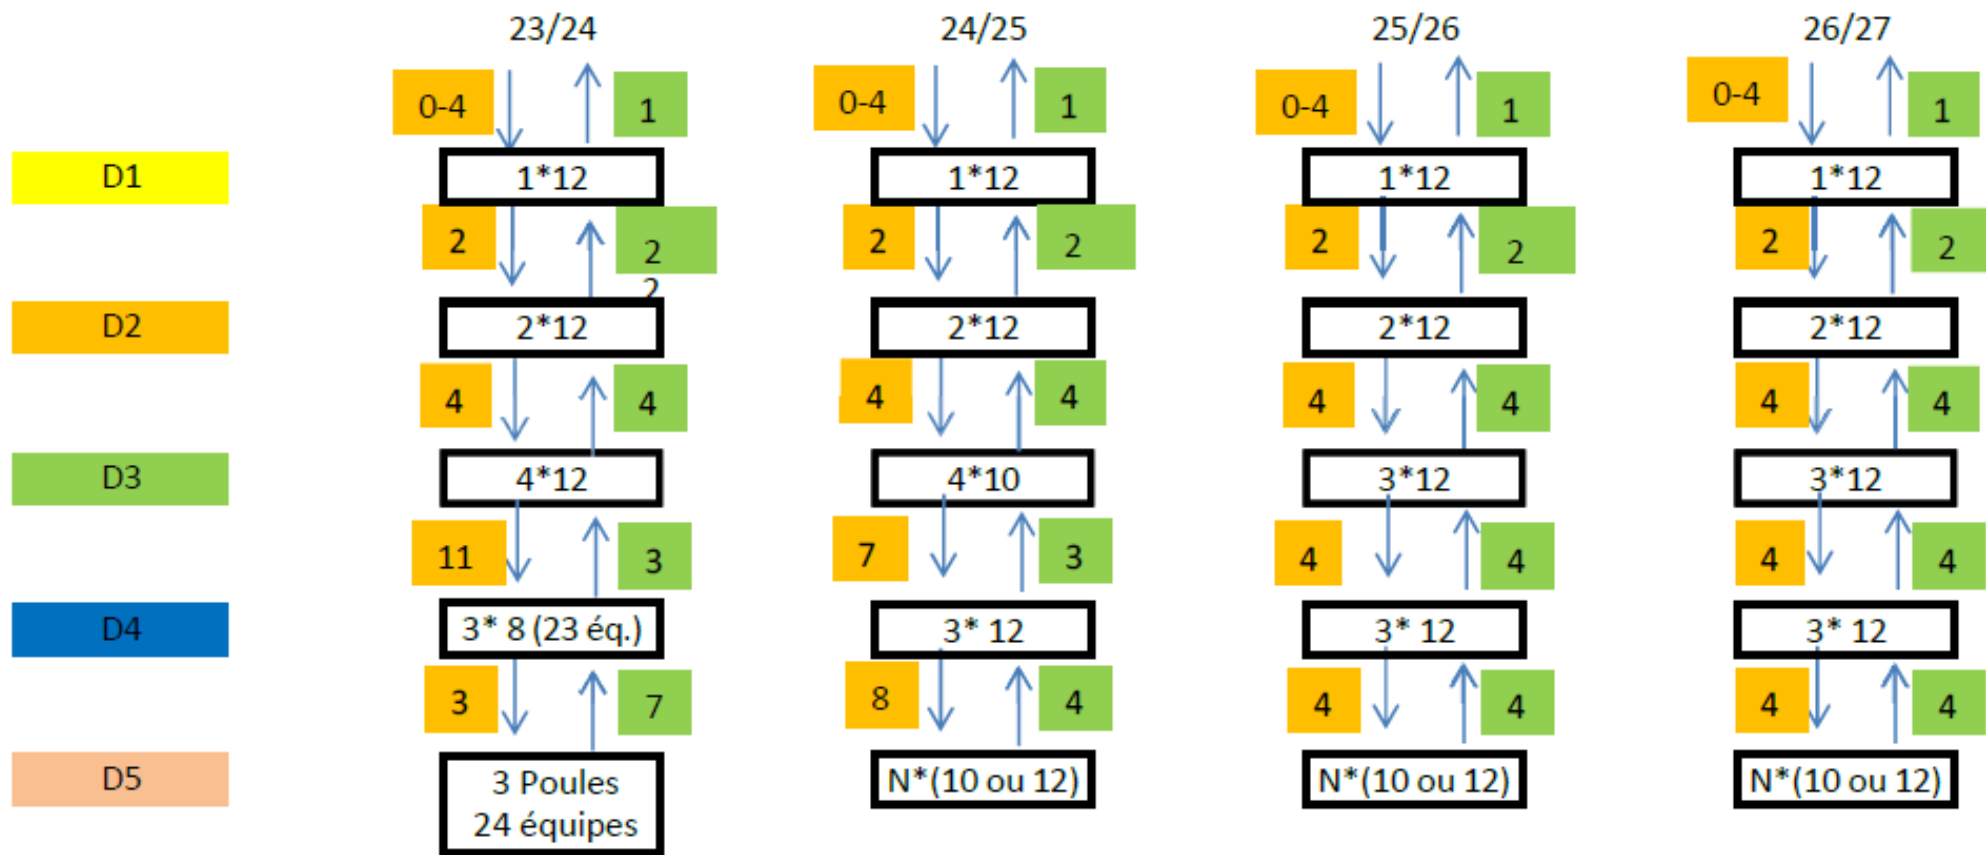 23/24 24/25 25/26 26/27
0-4 1 0-4 1 0-4 1 0-4 1
D1 1*12 1*12 1*12 1*12
2 2 2 2 2 2 2 2
2
D2 2*12 2*12 2*12 2*12
4 4 4 4 4 4 4 4
D3 4*12 4*10 3*12 3*12
11 3 7 3 4 4 4 4
D4 3* 8 (23 éq.) 3* 12 3* 12 3* 12
3 7 8 4 4 4 4 4
D5 3 Poules N*(10 ou 12) N*(10 ou 12) N*(10 ou 12)
24 équipes